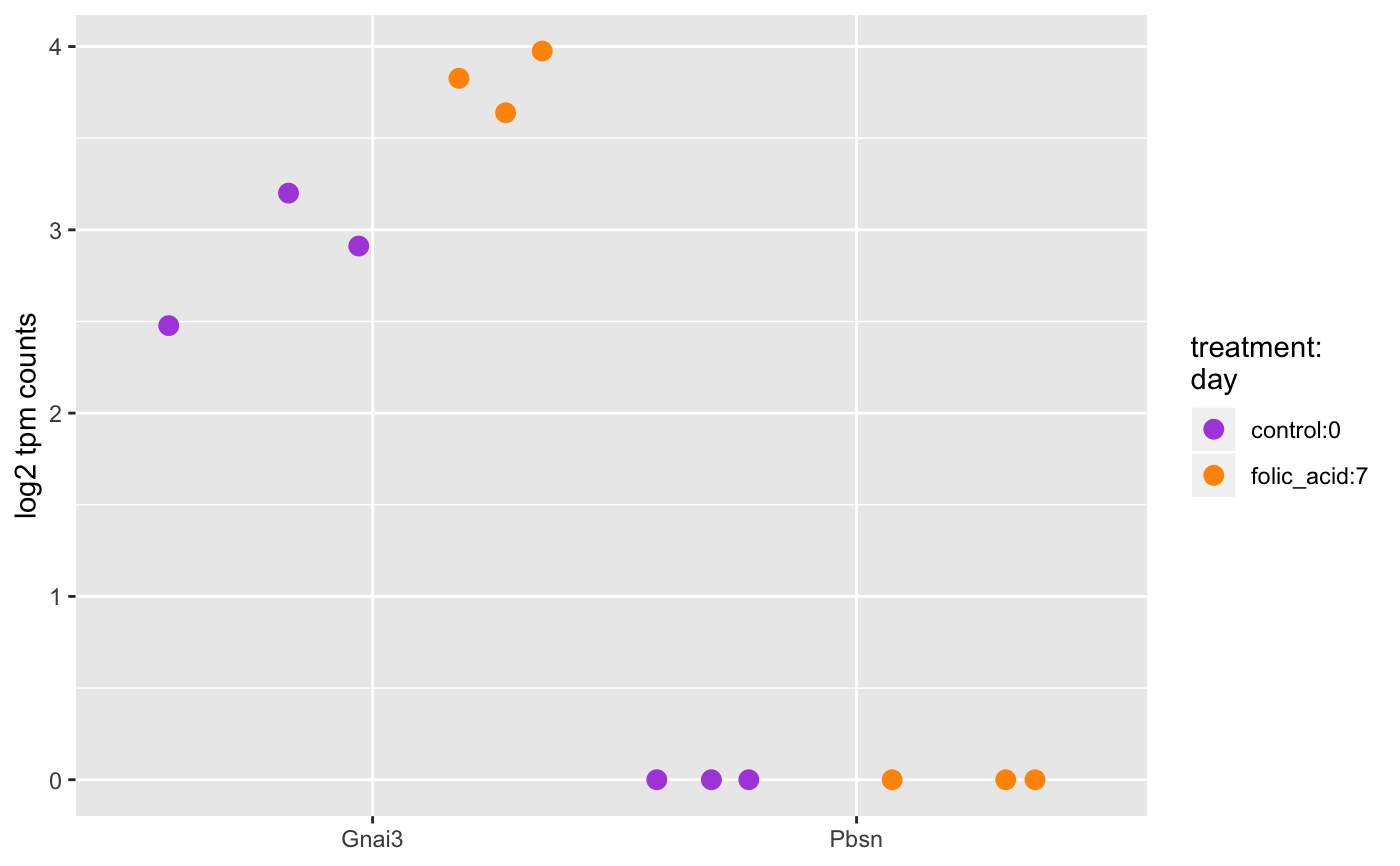 log2 tpm counts
4
3
2
1
0
Gnai3
Pbsn
treatment:
day
control:0
folic_acid:7